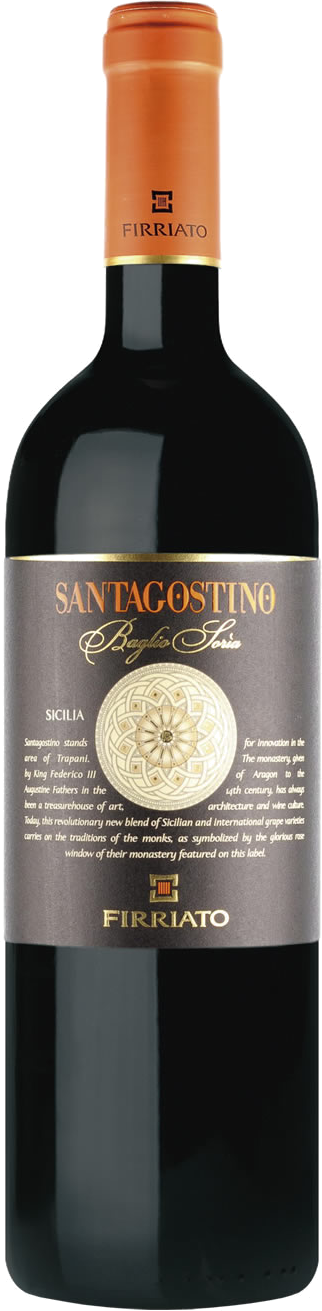 FIRRIATO
SANTAGOSTINO
Baglio Sorìa
SICILIA
Santagostino stands for innovation in the
area of Trapani. The monastery, given
by King Federico III of Aragon to the
Augustine Fathers in the 14th century, has always
been a treasurehouse of art, architecture and wine culture.
Today, this revolutionary new blend of Sicilian and international grape varieties
carries on the traditions of the monks, as symbolized by the glorious rose
window of their monastery featured on this label.
FIRRIATO